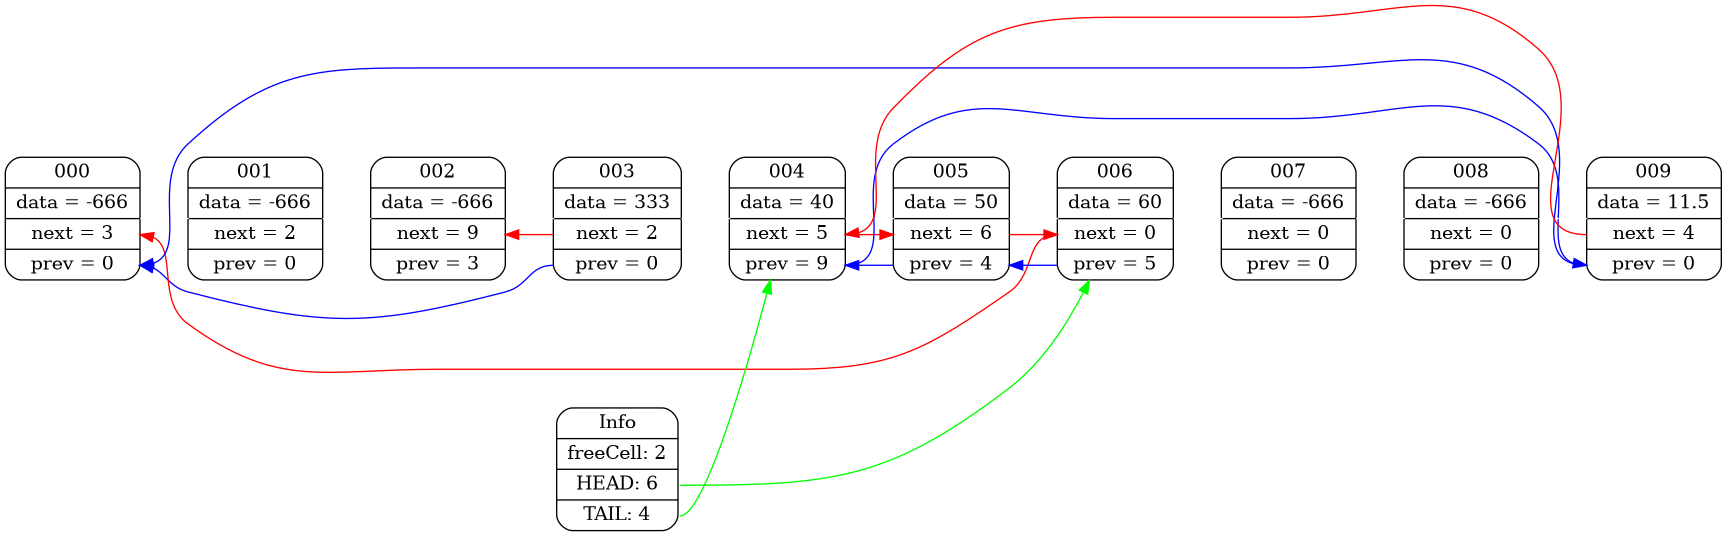 000
data = -666
next = 3
prev = 0
001
data = -666
next = 2
prev = 0
002
data = -666
next = 9
prev = 3
003
data = 333
next = 2
prev = 0
004
data = 40
next = 5
prev = 9
005
data = 50
next = 6
prev = 4
006
data = 60
next = 0
prev = 5
007
data = -666
next = 0
prev = 0
008
data = -666
next = 0
prev = 0
009
data = 11.5
next = 4
prev = 0
Info
freeCell: 2
HEAD: 6
TAIL: 4